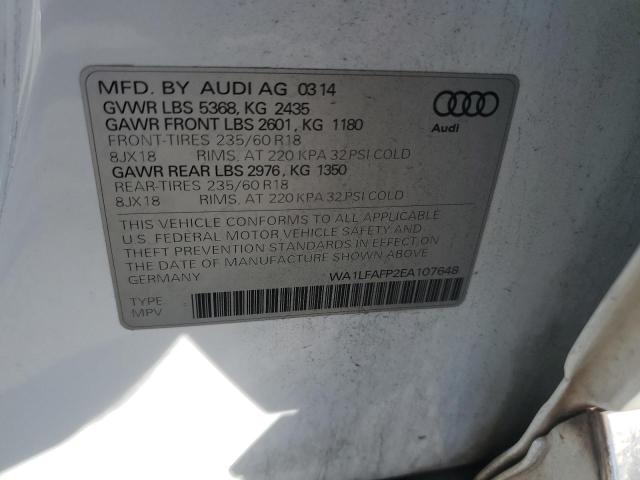 MFD. BY AUDI AG 03 14
GVWR LBS 5368, KG 2435
GAWR FRONT LBS 2601, KG 1180
FRONT-TIRES 235/60 R18
8JX18 RIMS, AT 220 KPA 32 PSI COLD
GAWR REAR LBS 2976, KG 1350
REAR-TIRES 235/60 R18
8JX18 RIMS, AT 220 KPA 32 PSI COLD
Audi
THIS VEHICLE CONFORMS TO ALL APPLICABLE
U.S. FEDERAL MOTOR VEHICLE SAFETY AND
THEFT PREVENTION STANDARDS IN EFFECT ON
THE DATE OF MANUFACTURE SHOWN ABOVE
GERMANY WA1LFAFP2EA107648
TYPE
MPV